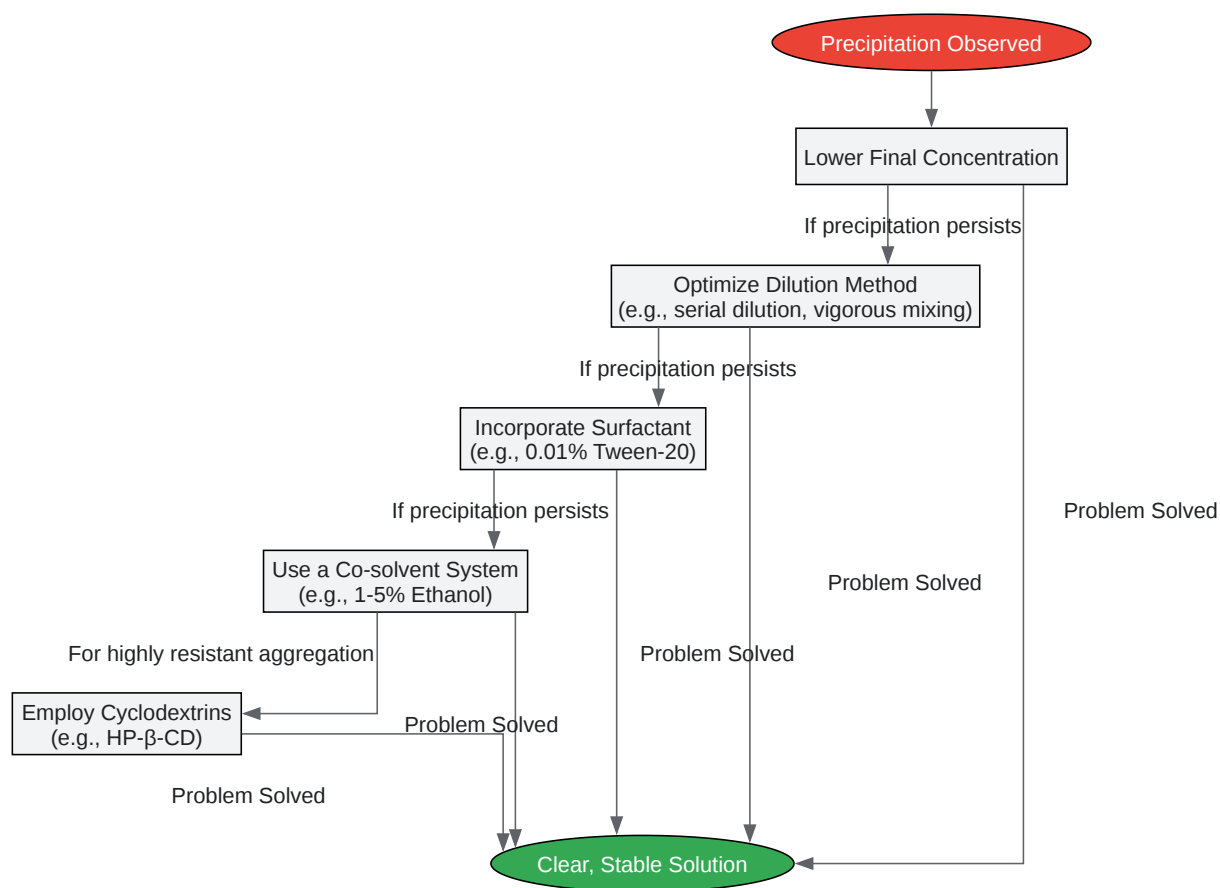 Precipitation Observed
Lower Final Concentration
If precipitation persists
Optimize Dilution Method
(e.g., serial dilution, vigorous mixing)
If precipitation persists
Incorporate Surfactant
(e.g., 0.01% Tween-20)
If precipitation persists
Problem Solved
Use a Co-solvent System
(e.g., 1-5% Ethanol)
Problem Solved
For highly resistant aggregation
Problem Solved
Employ Cyclodextrins
(e.g., HP-β-CD)
Problem Solved
Problem Solved
Clear, Stable Solution